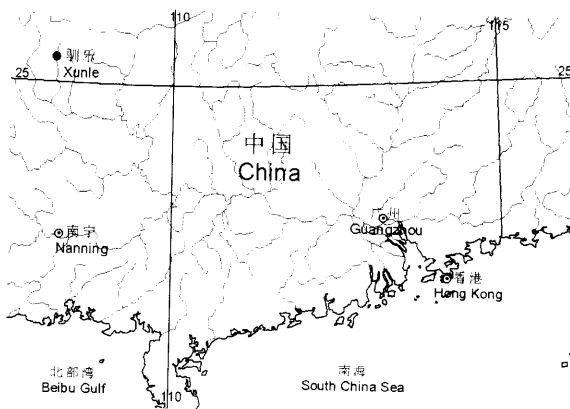 110
115
驯乐
Xunle
25
25
中国
China
广州
Guangzhou
南宁
Nanning
香港
Hong Kong
北部湾
Beibu Gulf
南海
South China Sea
110